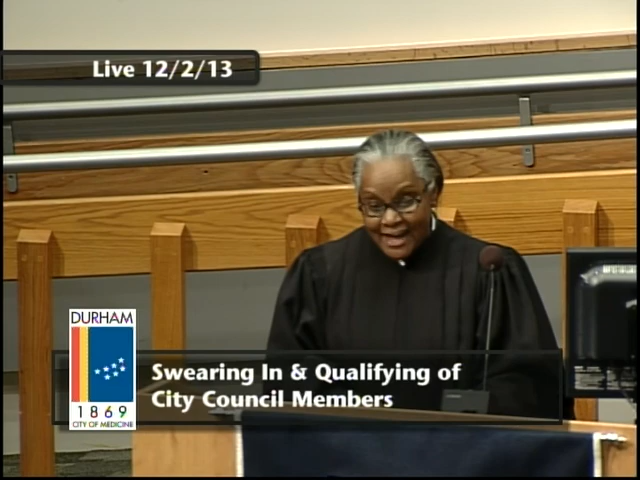 Live 12/2/13
DURHAM
1869
CITY OF MEDICINE
Swearing In & Qualifying of
City Council Members